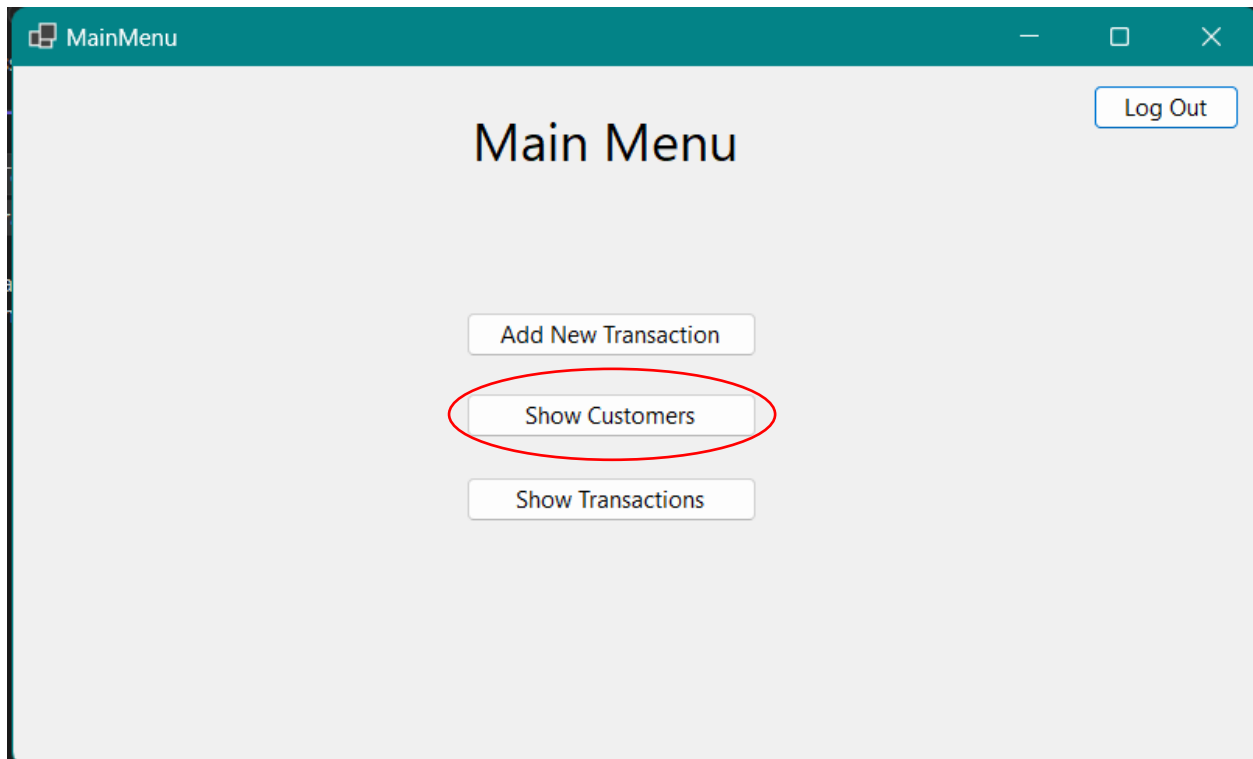 MainMenu
Log Out
Main Menu
Add New Transaction
Show Customers
Show Transactions